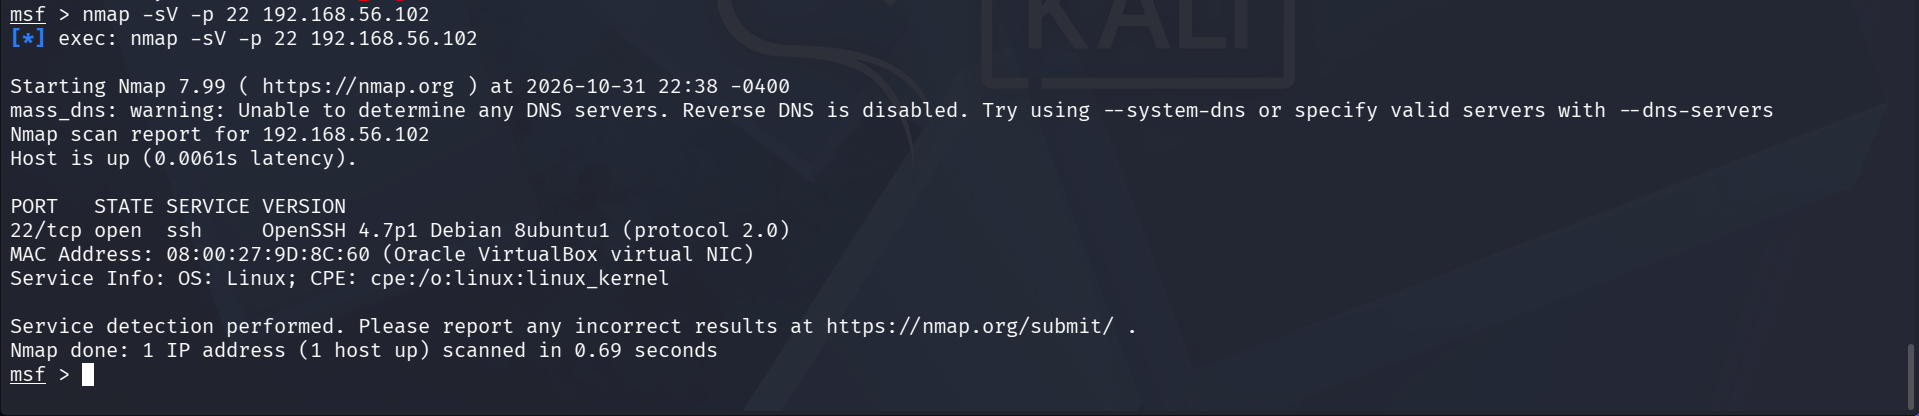 msf > nmap -sV -p 22 192.168.56.102
[*] exec: nmap -sV -p 22 192.168.56.102
KALI
Starting Nmap 7.99 ( https://nmap.org ) at 2026-10-31 22:38 -0400
mass_dns: warning: Unable to determine any DNS servers. Reverse DNS is disabled. Try using --system-dns or specify valid servers with --dns-servers
Nmap scan report for 192.168.56.102
Host is up (0.0061s latency).
PORT   STATE SERVICE VERSION
22/tcp open  ssh     OpenSSH 4.7p1 Debian 8ubuntu1 (protocol 2.0)
MAC Address: 08:00:27:9D:8C:60 (Oracle VirtualBox virtual NIC)
Service Info: OS: Linux; CPE: cpe:/o:linux:linux_kernel
Service detection performed. Please report any incorrect results at https://nmap.org/submit/ .
Nmap done: 1 IP address (1 host up) scanned in 0.69 seconds
msf >